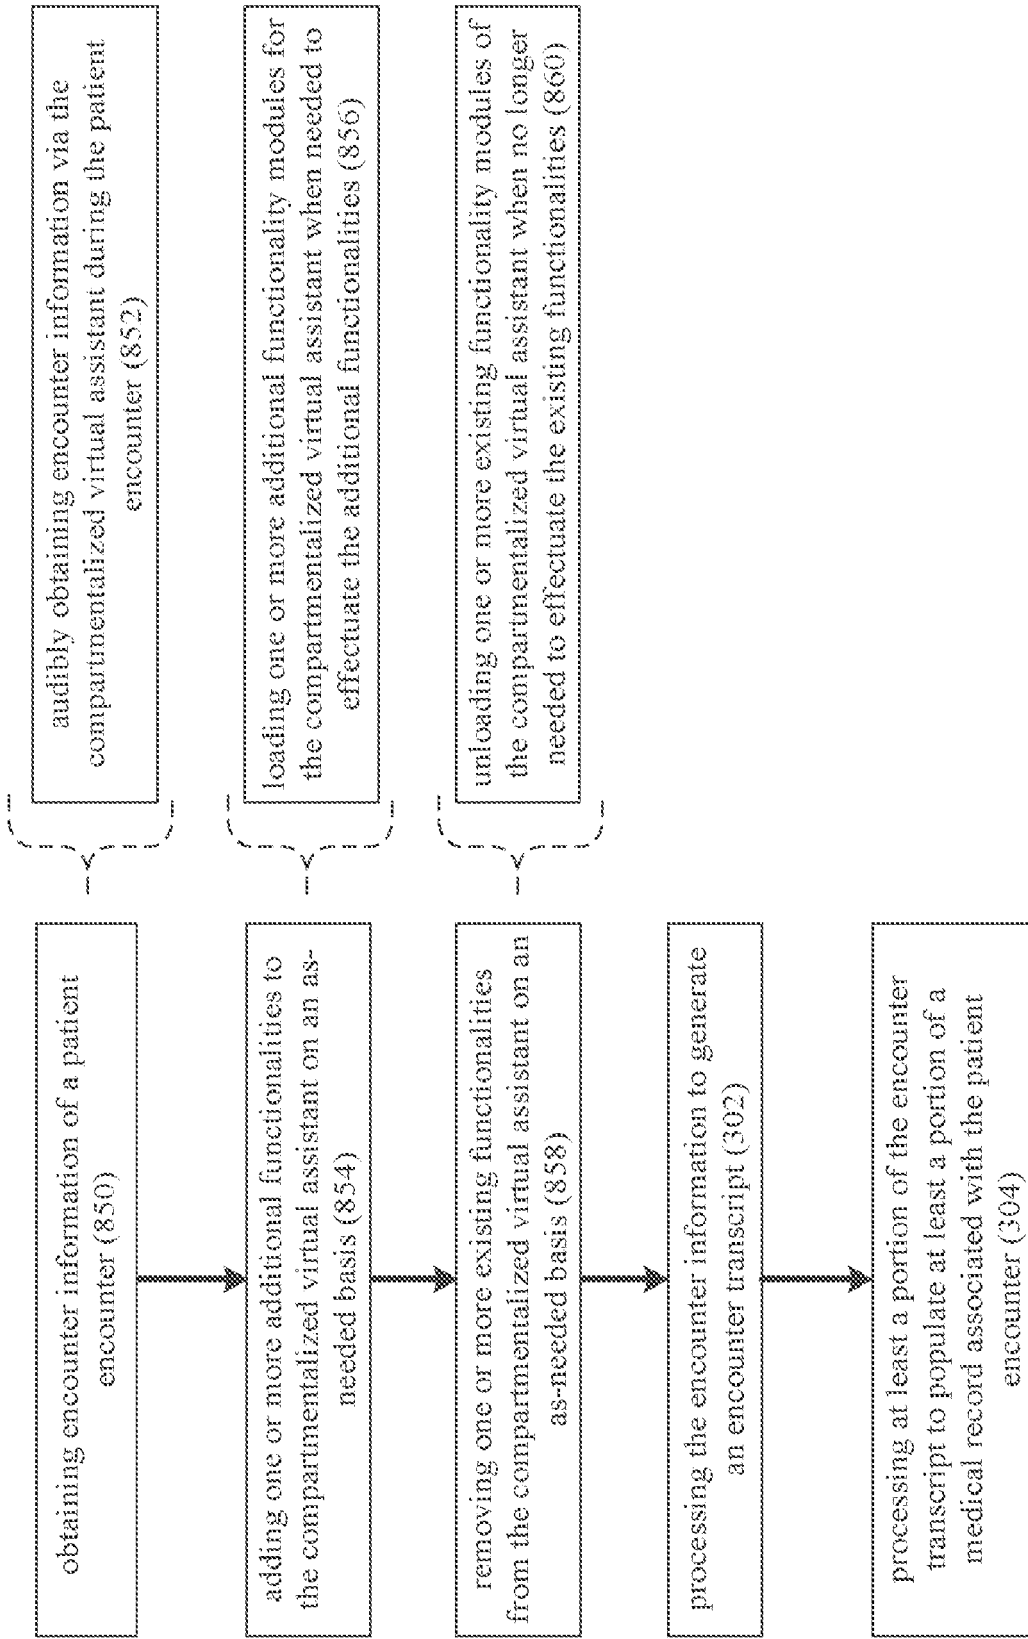 obtaining encounter information of a patient
encounter (850)
audibly obtaining encounter information via the
compartmentalized virtual assistant during the patient
encounter (852)
adding one or more additional functionalities to
the compartmentalized virtual assistant on an as-
needed basis (854)
loading one or more additional functionality modules for
the compartmentalized virtual assistant when needed to
effectuate the additional functionalities (856)
removing one or more existing functionalities
from the compartmentalized virtual assistant on an
as-needed basis (858)
unloading one or more existing functionality modules of
the compartmentalized virtual assistant when no longer
needed to effectuate the existing functionalities (860)
processing the encounter information to generate
an encounter transcript (302)
processing at least a portion of the encounter
transcript to populate at least a portion of a
medical record associated with the patient
encounter (304)